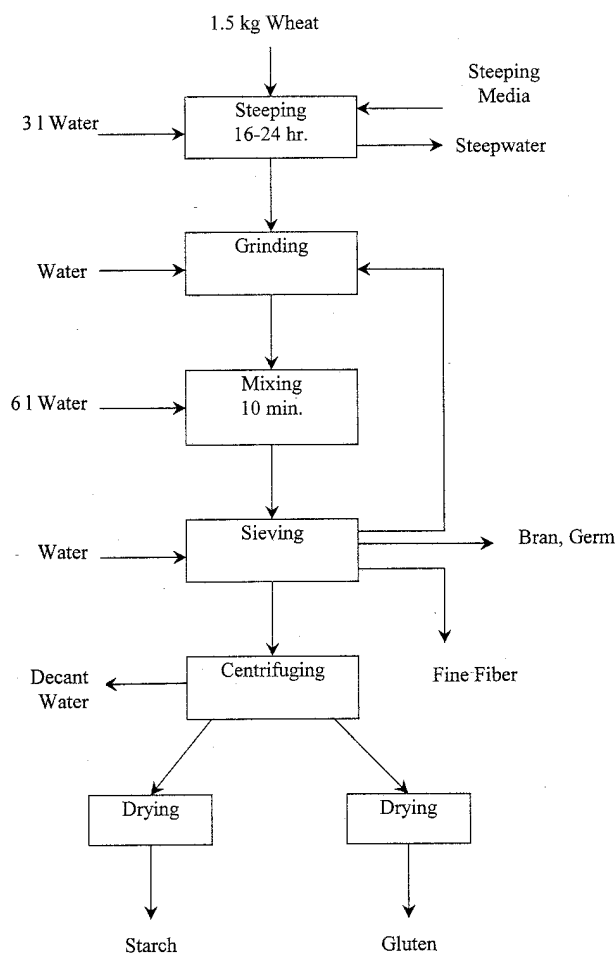 1.5 kg Wheat
Steeping
Media
Steeping
16-24 hr.
3 l Water
Steepwater
Grinding
Water
Mixing
10 min.
6 l Water
Sieving
Water
Bran, Germ
Fine Fiber
Centrifuging
Decant
Water
Drying
Drying
Starch
Gluten